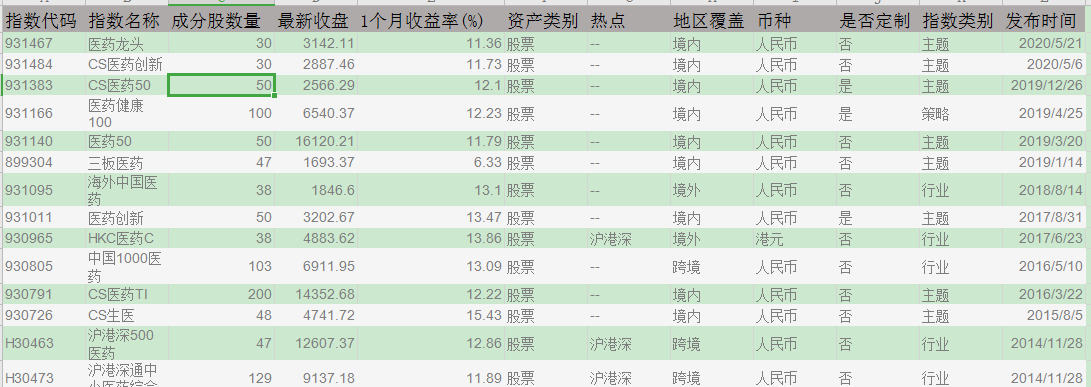 指数代码 指数名称 成分股数量 最新收盘 1个月收益率(%) 资产类别 热点 地区覆盖 币种 是否定制 指数类别 发布时间
931467 医药龙头 30 3142.11 11.36 股票 -- 境内 人民币 否 主题 2020/5/21
931484 CS医药创新 30 2887.46 11.73 股票 -- 境内 人民币 否 主题 2020/5/6
931383 CS医药50 50 2566.29 12.1 股票 -- 境内 人民币 是 主题 2019/12/26
931166 医药健康100 100 6540.37 12.23 股票 -- 境内 人民币 是 策略 2019/4/25
931140 医药50 50 16120.21 11.79 股票 -- 境内 人民币 否 主题 2019/3/20
899304 三板医药 47 1693.37 6.33 股票 -- 境内 人民币 否 主题 2019/1/14
931095 海外中国医药 38 1846.6 13.1 股票 -- 境外 人民币 否 行业 2018/8/14
931011 医药创新 50 3202.67 13.47 股票 -- 境内 人民币 是 主题 2017/8/31
930965 HKC医药C 38 4883.62 13.86 股票 沪港深 境外 港元 否 行业 2017/6/23
930805 中国1000医药 103 6911.95 13.09 股票 -- 跨境 人民币 否 行业 2016/5/10
930791 CS医药TI 200 14352.68 12.22 股票 -- 境内 人民币 否 主题 2016/3/22
930726 CS生医 48 4741.72 15.43 股票 -- 境内 人民币 否 主题 2015/8/5
H30463 沪港深500医药 47 12607.37 12.86 股票 沪港深 跨境 人民币 否 行业 2014/11/28
H30473 沪港深通中小医药综合 129 9137.18 11.89 股票 沪港深 跨境 人民币 否 行业 2014/11/28